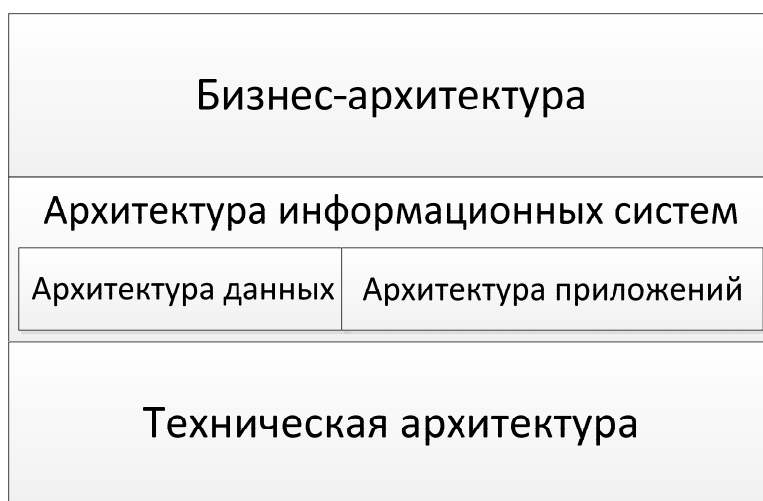 Бизнес-архитектура
Архитектура информационных систем
Архитектура данных
Архитектура приложений
Техническая архитектура